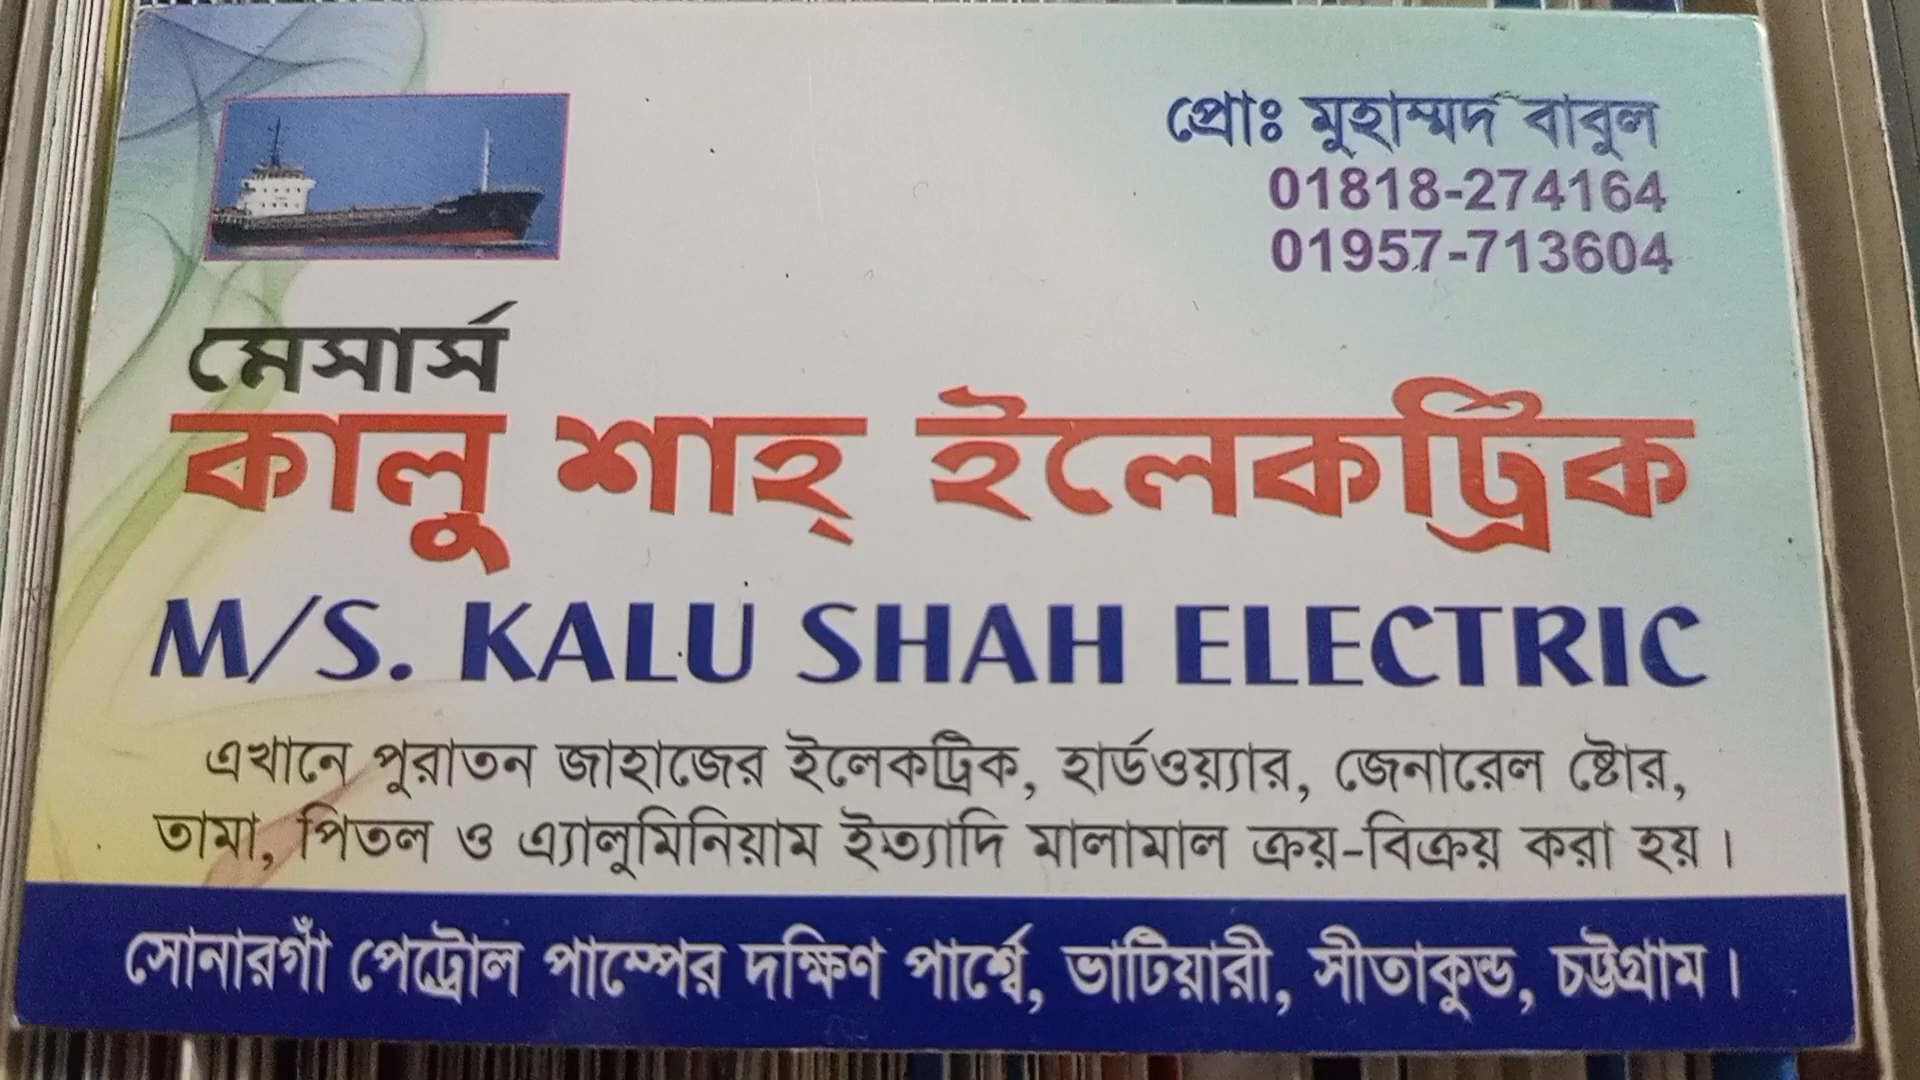 প্রোঃ মুহাম্মদ বাবুল
01818-274164
01957-713604
মেসার্স
কালু শাহ্ ইলেকট্রিক
M/S. KALU SHAH ELECTRIC
এখানে পুরাতন জাহাজের ইলেকট্রিক, হার্ডওয়্যার, জেনারেল ষ্টোর,
তামা, পিতল ও এ্যালুমিনিয়াম ইত্যাদি মালামাল ক্রয়-বিক্রয় করা হয়।
সোনারগাঁ পেট্রোল পাম্পের দক্ষিণ পার্শ্বে, ভাটিয়ারী, সীতাকুন্ড, চট্টগ্রাম।